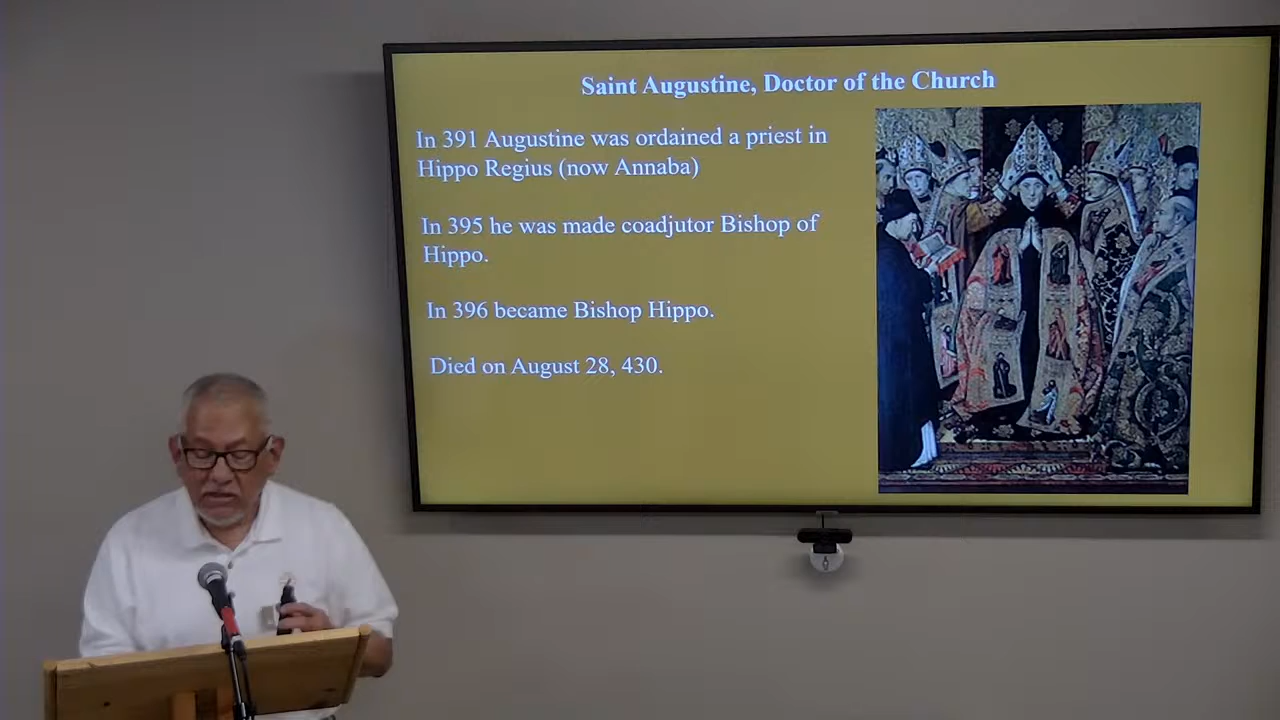 Saint Augustine, Doctor of the Church
In 391 Augustine was ordained a priest in
Hippo Regius (now Annaba)
In 395 he was made coadjutor Bishop of
Hippo.
In 396 became Bishop Hippo.
Died on August 28, 430.